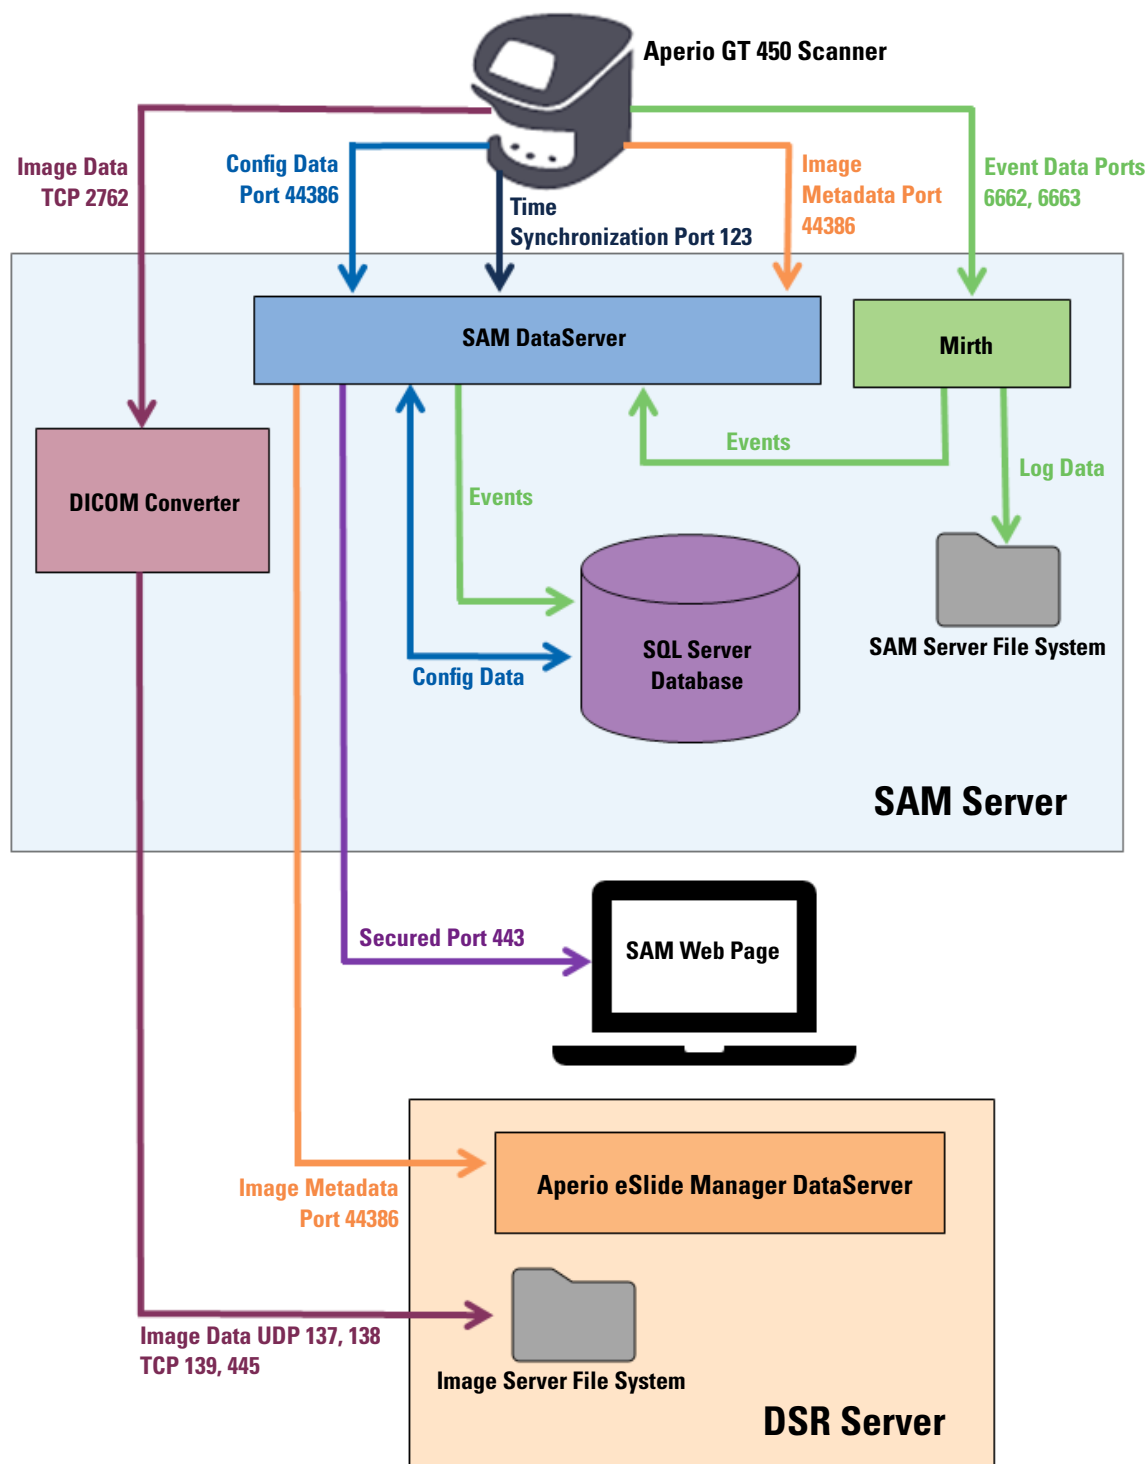 Aperio GT 450 Scanner
Image Data
TCP 2762
Config Data
Port 44386
Time
Synchronization Port 123
Image
Metadata Port
44386
Event Data Ports
6662, 6663
SAM DataServer
Mirth
DICOM Converter
Events
Events
Log Data
SQL Server
Database
SAM Server File System
Config Data
SAM Server
Secured Port 443
SAM Web Page
Image Metadata
Port 44386
Aperio eSlide Manager DataServer
Image Data UDP 137, 138
TCP 139, 445
Image Server File System
DSR Server